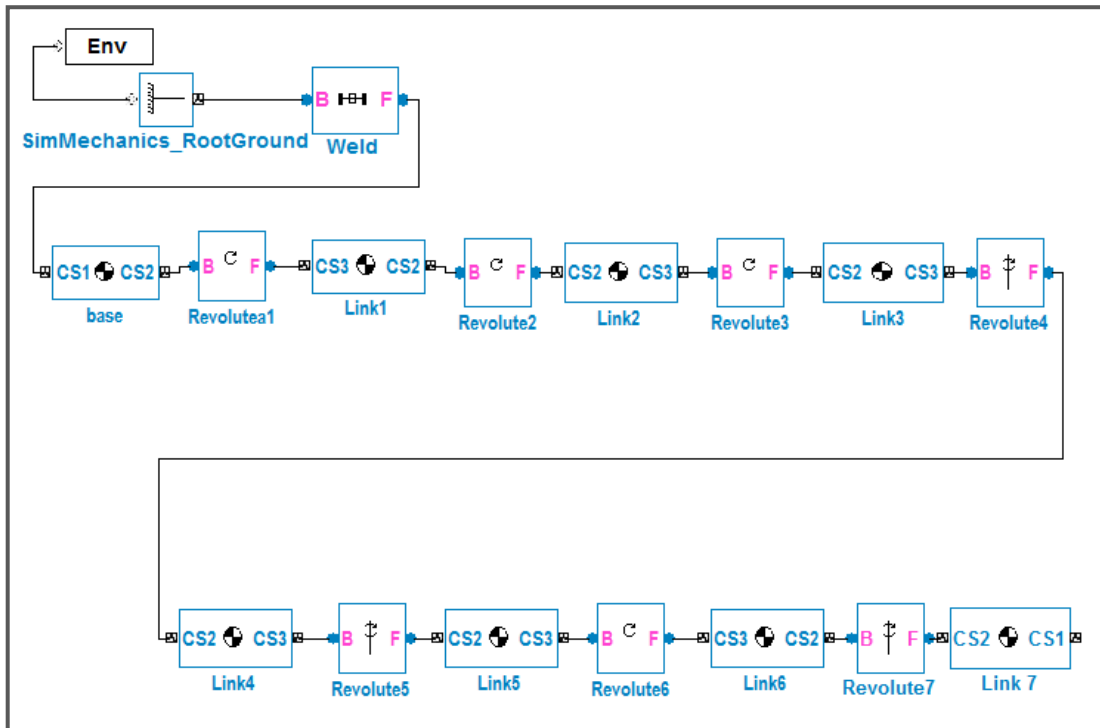 Env
B F
SimMechanics_RootGround
Weld
CS1 CS2
base
B F
Revolutea1
CS3 CS2
Link1
B F
Revolute2
CS2 CS3
Link2
B F
Revolute3
CS2 CS3
Link3
B F
Revolute4
CS2 CS3
Link4
B F
Revolute5
CS2 CS3
Link5
B F
Revolute6
CS3 CS2
Link6
B F
Revolute7
CS2 CS1
Link 7